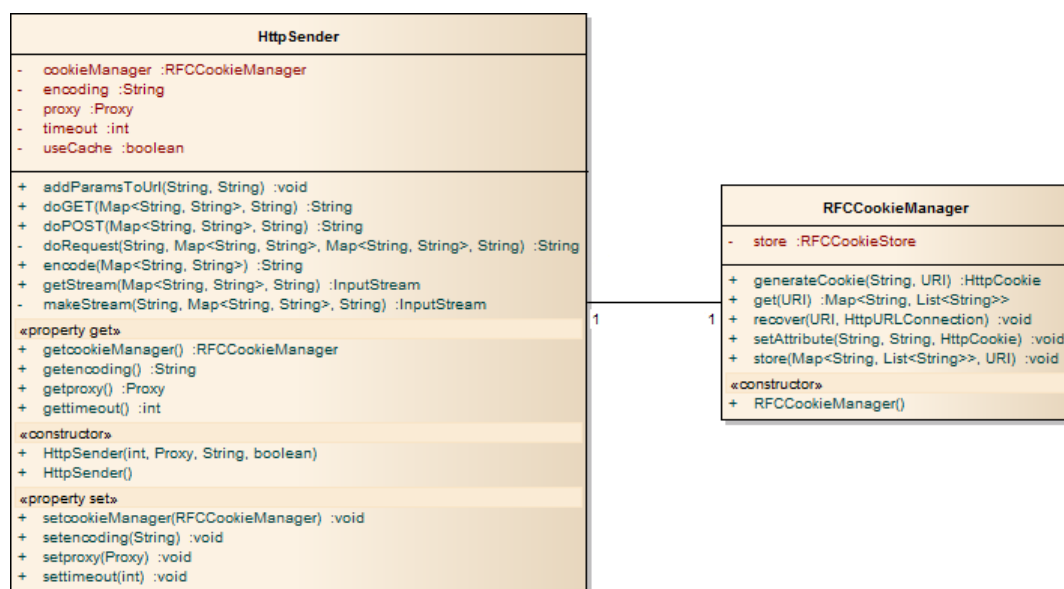 HttpSender
- cookieManager :RFCCookieManager
- encoding :String
- proxy :Proxy
- timeout :int
- useCache :boolean
+ addParamsToUrl(String, String) :void
+ doGET(Map<String, String>, String) :String
+ doPOST(Map<String, String>, String) :String
- doRequest(String, Map<String, String>, Map<String, String>, String) :String
+ encode(Map<String, String>) :String
+ getStream(Map<String, String>, String) :InputStream
- makeStream(String, Map<String, String>, String) :InputStream
«property get»
+ getcookieManager() :RFCCookieManager
+ getencoding() :String
+ getproxy() :Proxy
+ gettimeout() :int
«constructor»
+ HttpSender(int, Proxy, String, boolean)
+ HttpSender()
«property set»
+ setcookieManager(RFCCookieManager) :void
+ setencoding(String) :void
+ setproxy(Proxy) :void
+ settimeout(int) :void
1 1
RFCCookieManager
- store :RFCCookieStore
+ generateCookie(String, URI) :HttpCookie
+ get(URI) :Map<String, List<String>>
+ recover(URI, HttpURLConnection) :void
+ setAttribute(String, String, HttpCookie) :void
+ store(Map<String, List<String>>, URI) :void
«constructor»
+ RFCCookieManager()